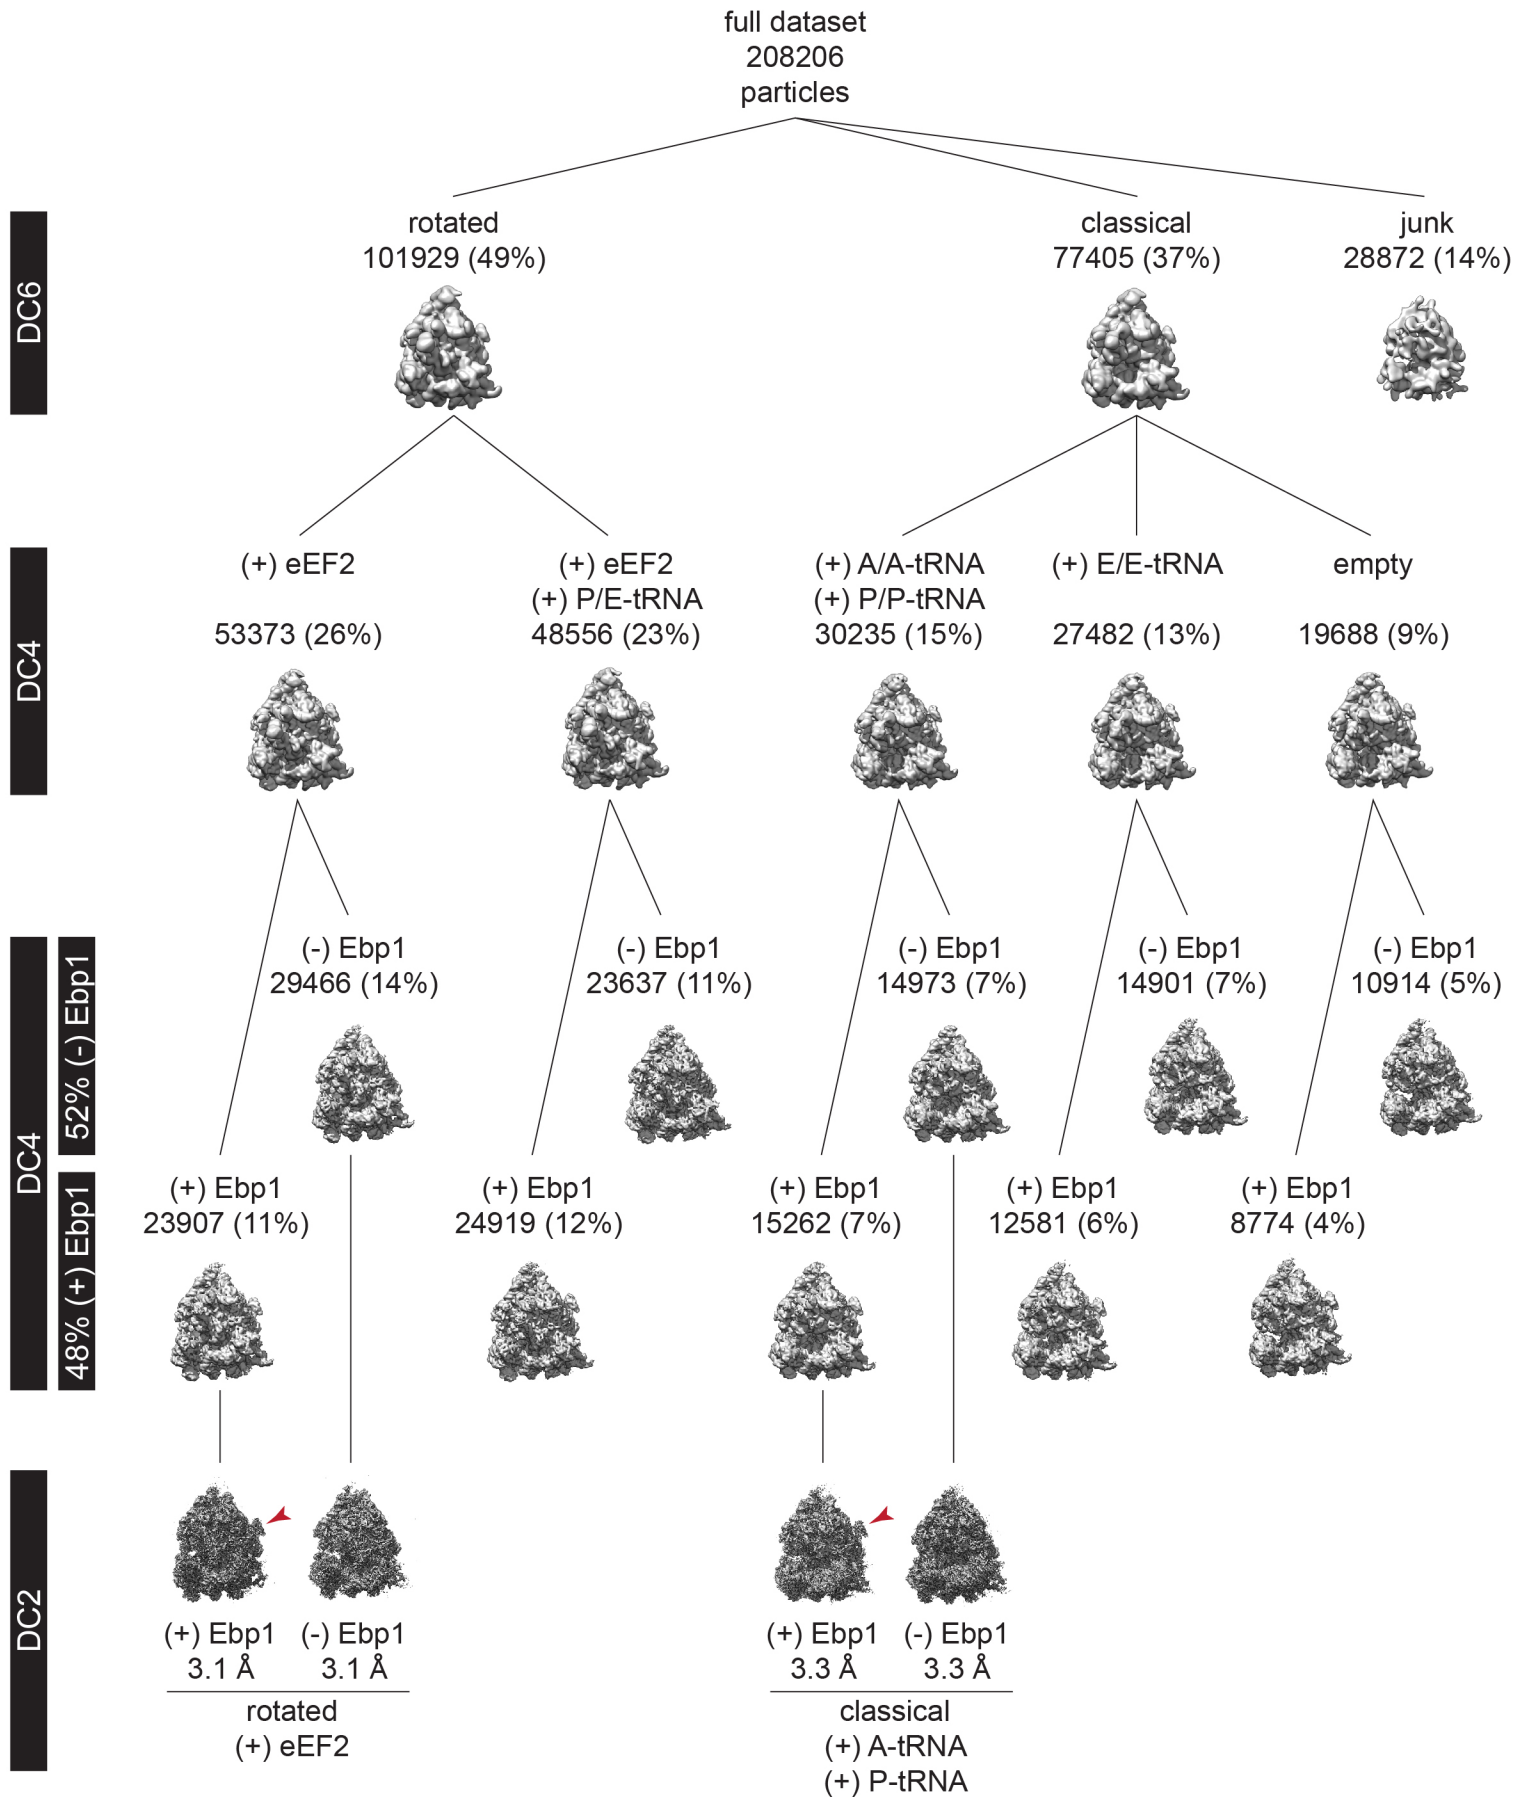 full dataset
208206
particles
DC6
rotated
101929 (49%)
classical
77405 (37%)
junk
28872 (14%)
DC4
(+) eEF2
53373 (26%)
(+) eEF2
(+) P/E-tRNA
48556 (23%)
(+) A/A-tRNA
(+) P/P-tRNA
30235 (15%)
(+) E/E-tRNA
27482 (13%)
empty
19688 (9%)
DC4
52% (-) Ebp1
(-) Ebp1
29466 (14%)
(-) Ebp1
23637 (11%)
(-) Ebp1
14973 (7%)
(-) Ebp1
14901 (7%)
(-) Ebp1
10914 (5%)
48% (+) Ebp1
(+) Ebp1
23907 (11%)
(+) Ebp1
24919 (12%)
(+) Ebp1
15262 (7%)
(+) Ebp1
12581 (6%)
(+) Ebp1
8774 (4%)
DC2
(+) Ebp1
3.1 Å
(-) Ebp1
3.1 Å
rotated
(+) eEF2
(+) Ebp1
3.3 Å
(-) Ebp1
3.3 Å
classical
(+) A-tRNA
(+) P-tRNA